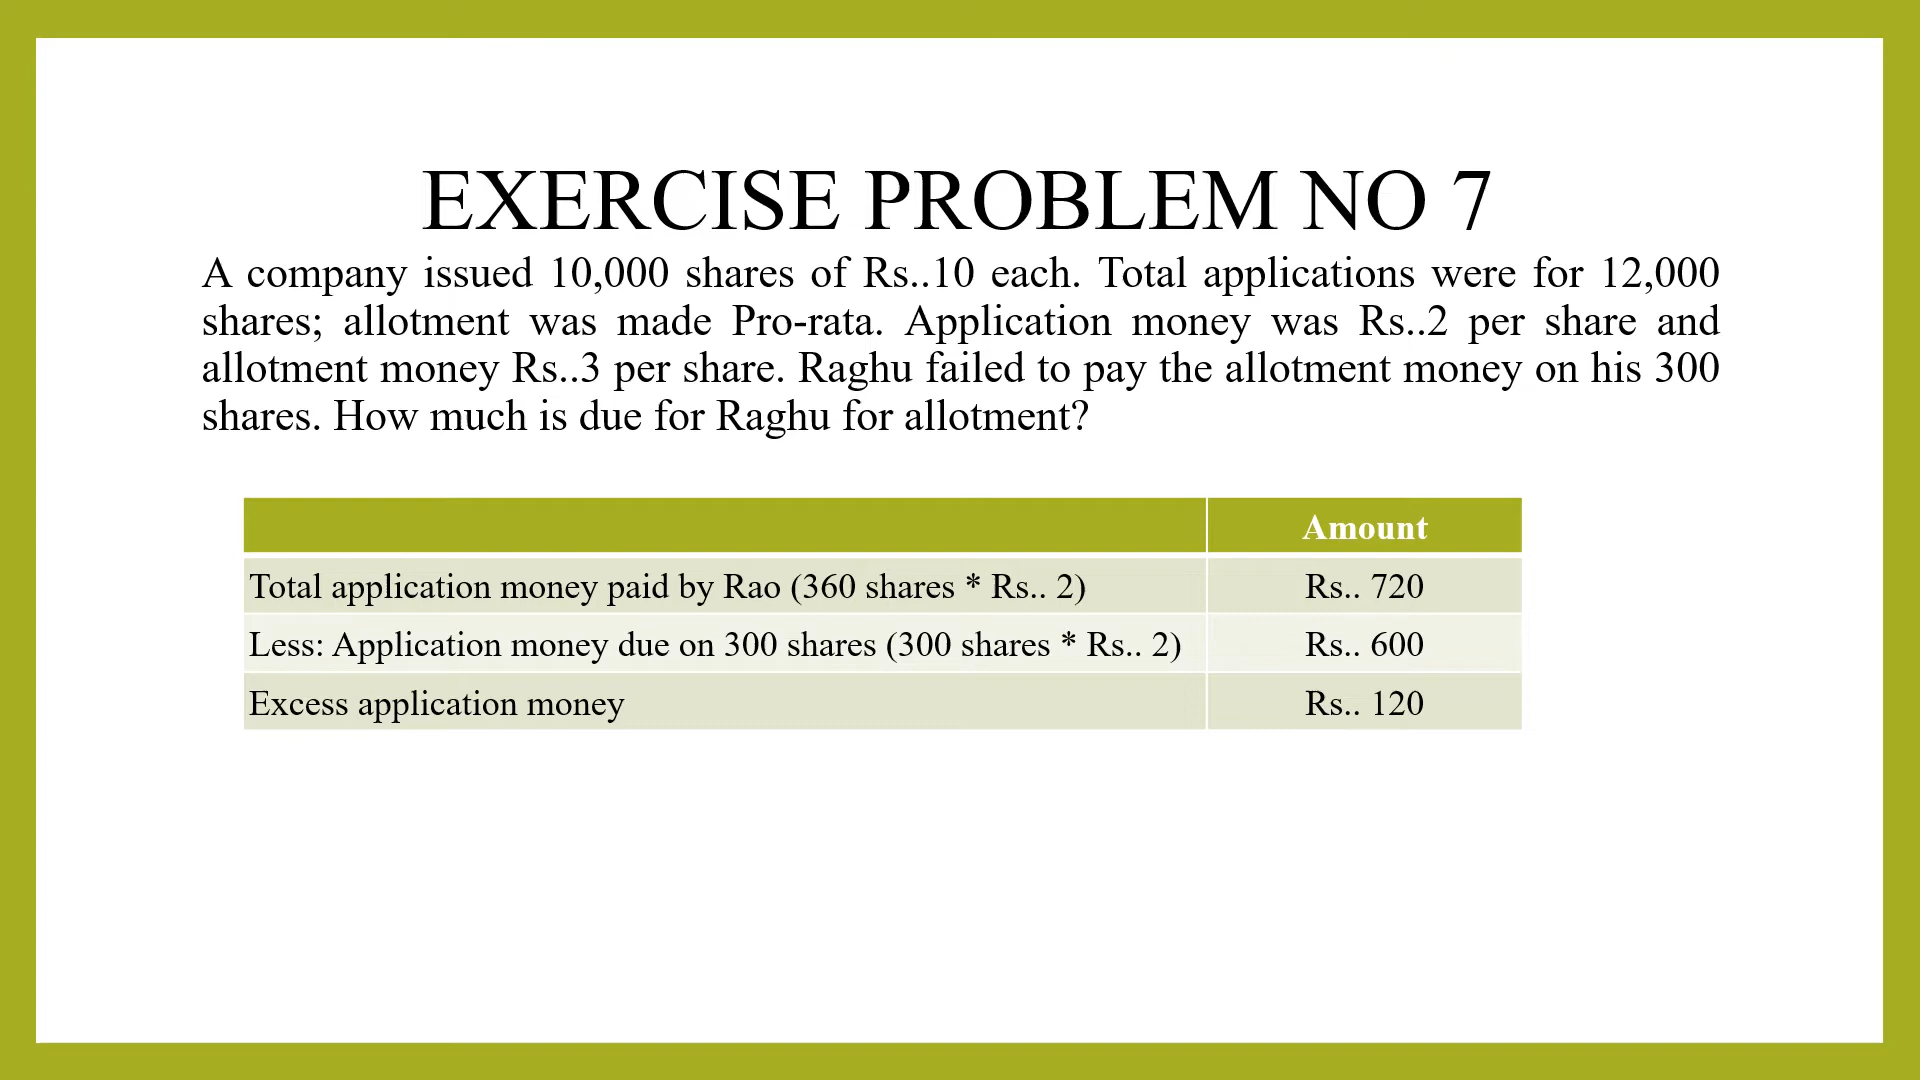 EXERCISE PROBLEM NO 7
A company issued 10,000 shares of Rs..10 each. Total applications were for 12,000
shares; allotment was made Pro-rata. Application money was Rs..2 per share and
allotment money Rs..3 per share. Raghu failed to pay the allotment money on his 300
shares. How much is due for Raghu for allotment?
Amount
Total application money paid by Rao (360 shares * Rs.. 2) Rs.. 720
Less: Application money due on 300 shares (300 shares * Rs.. 2) Rs.. 600
Excess application money Rs.. 120